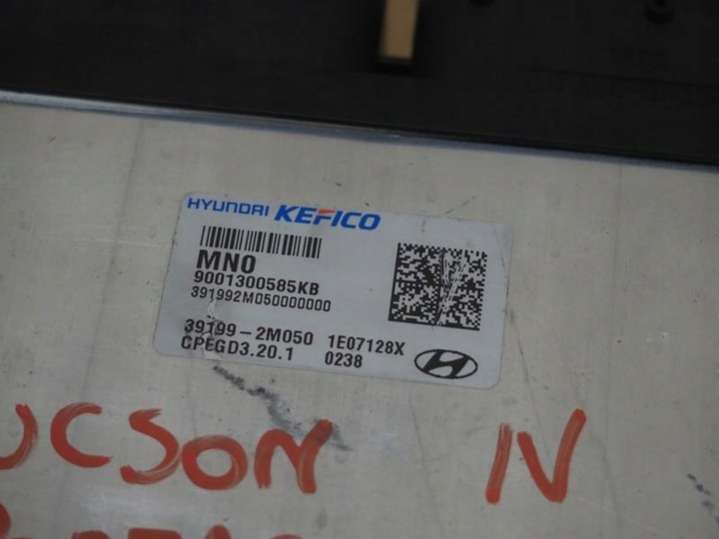 HYUNDAI KEFICO
MN0
9001300585KB
391992M050000000
39199-2M050 1E07128X
CPEGD3.20.1 0238
UCSON IV